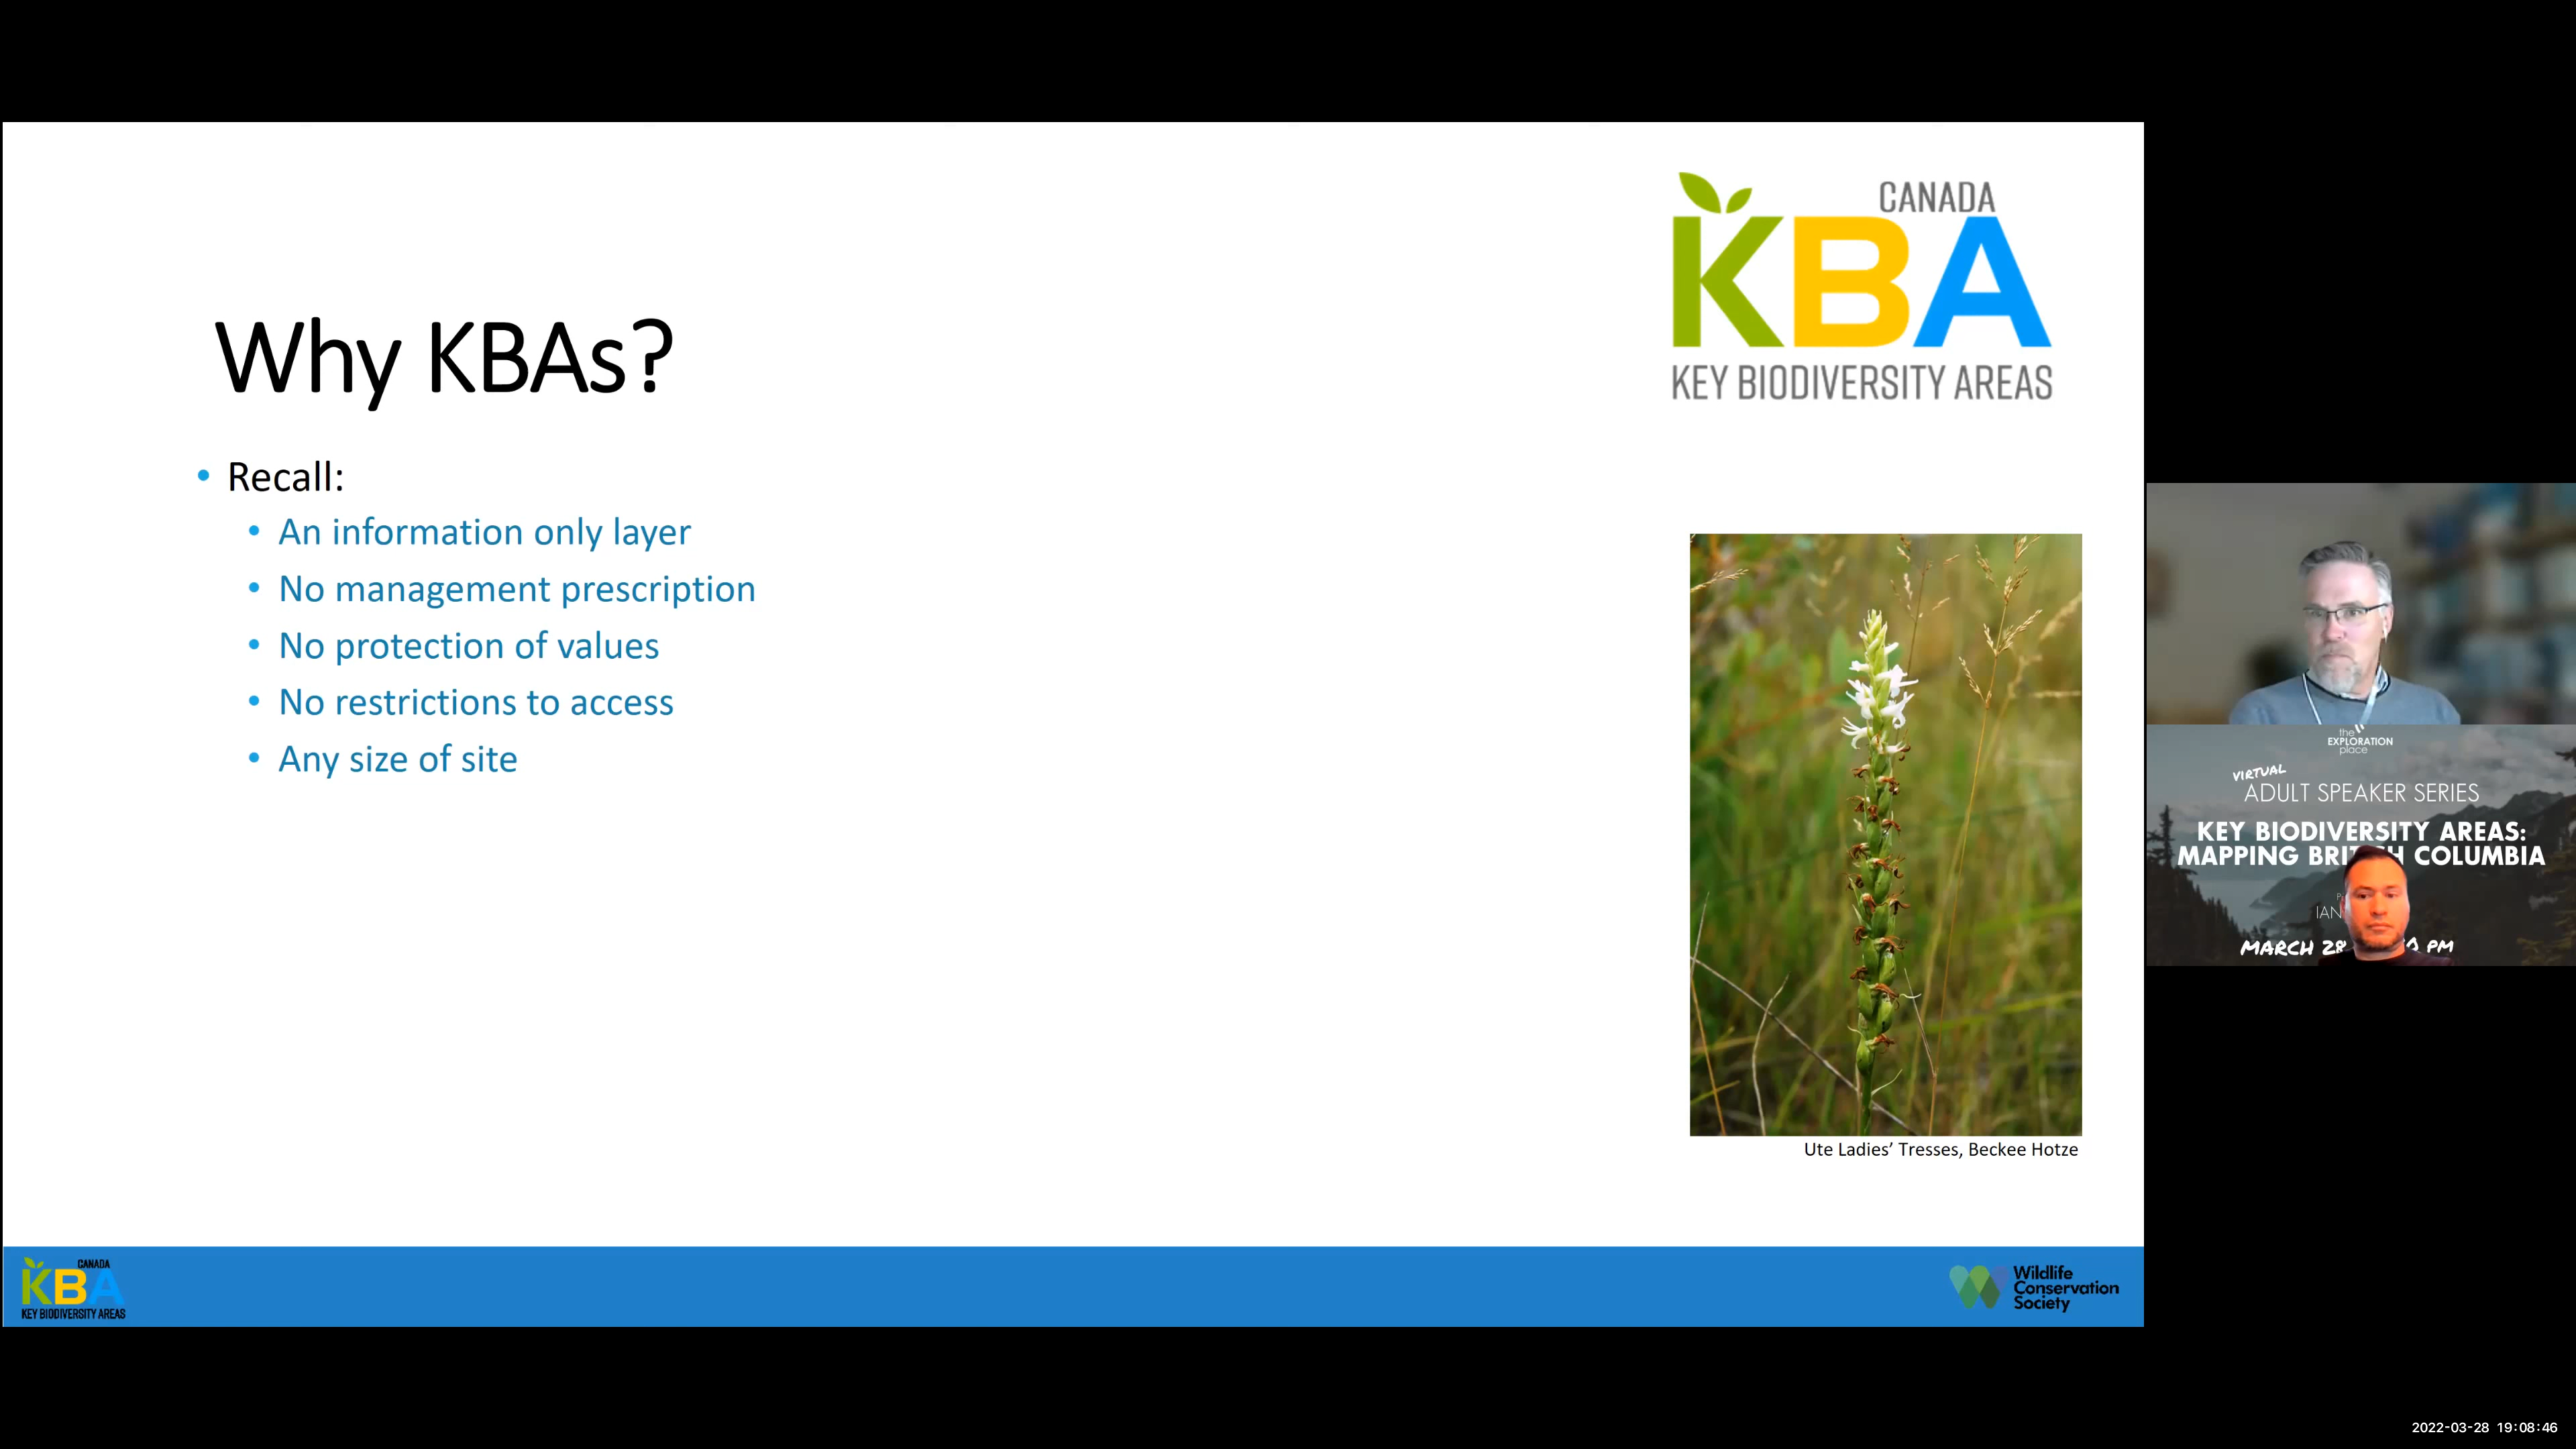 CANADA
KBA
KEY BIODIVERSITY AREAS
Why KBAs?
• Recall:
• An information only layer
• No management prescription
• No protection of values
• No restrictions to access
• Any size of site
Ute Ladies’ Tresses, Beckee Hotze
CANADA
KBA
KEY BIODIVERSITY AREAS
Wildlife
Conservation
Society
the
EXPLORATION
place
VIRTUAL
ADULT SPEAKER SERIES
KEY BIODIVERSITY AREAS:
MAPPING COLUMBIA
IAN
MARCH 28 PM
2022-03-28 19:08:46